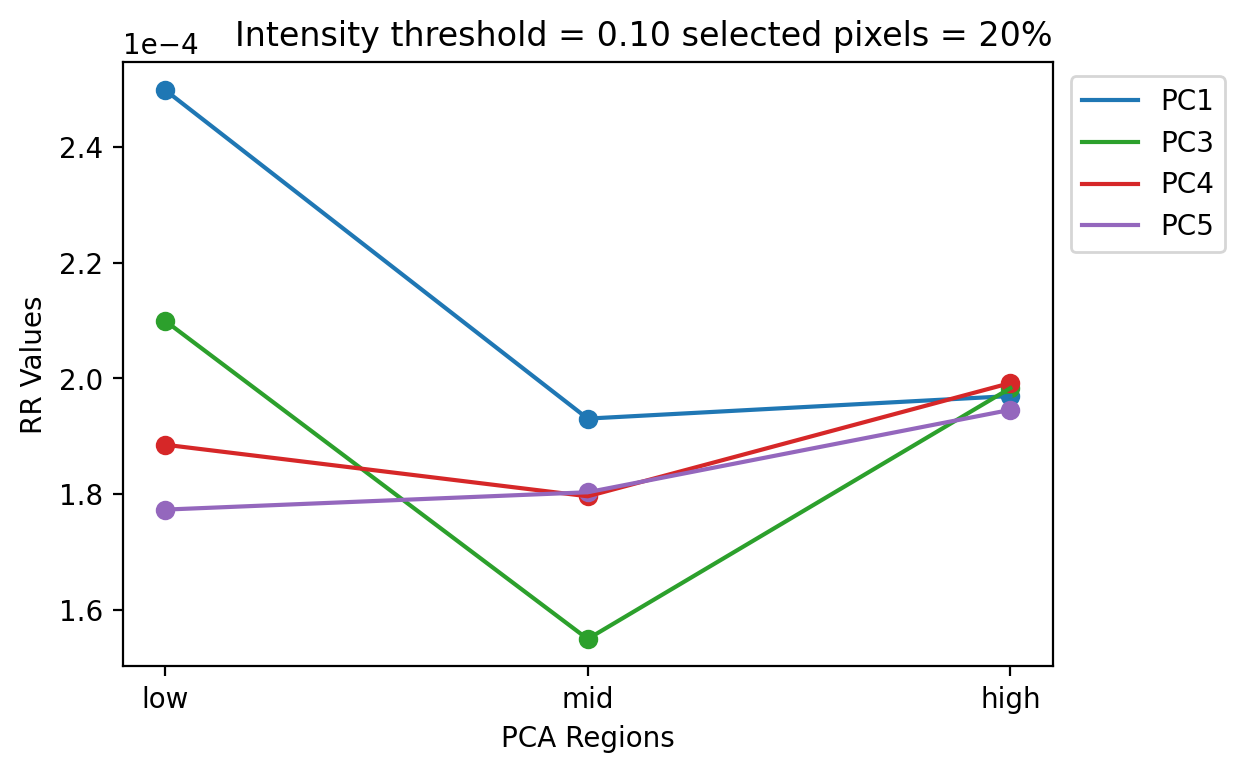 1e−4
Intensity threshold = 0.10 selected pixels = 20%
PC1
PC3
PC4
PC5
2.4
2.2
2.0
1.8
1.6
RR Values
low
mid
high
PCA Regions